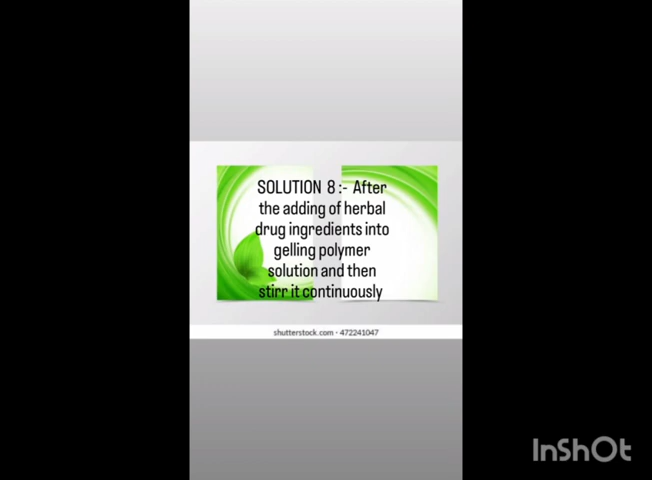 SOLUTION 8 :- After
the adding of herbal
drug ingredients into
gelling polymer
solution and then
stirr it continuously
shutterstock.com · 472241047
InShOt